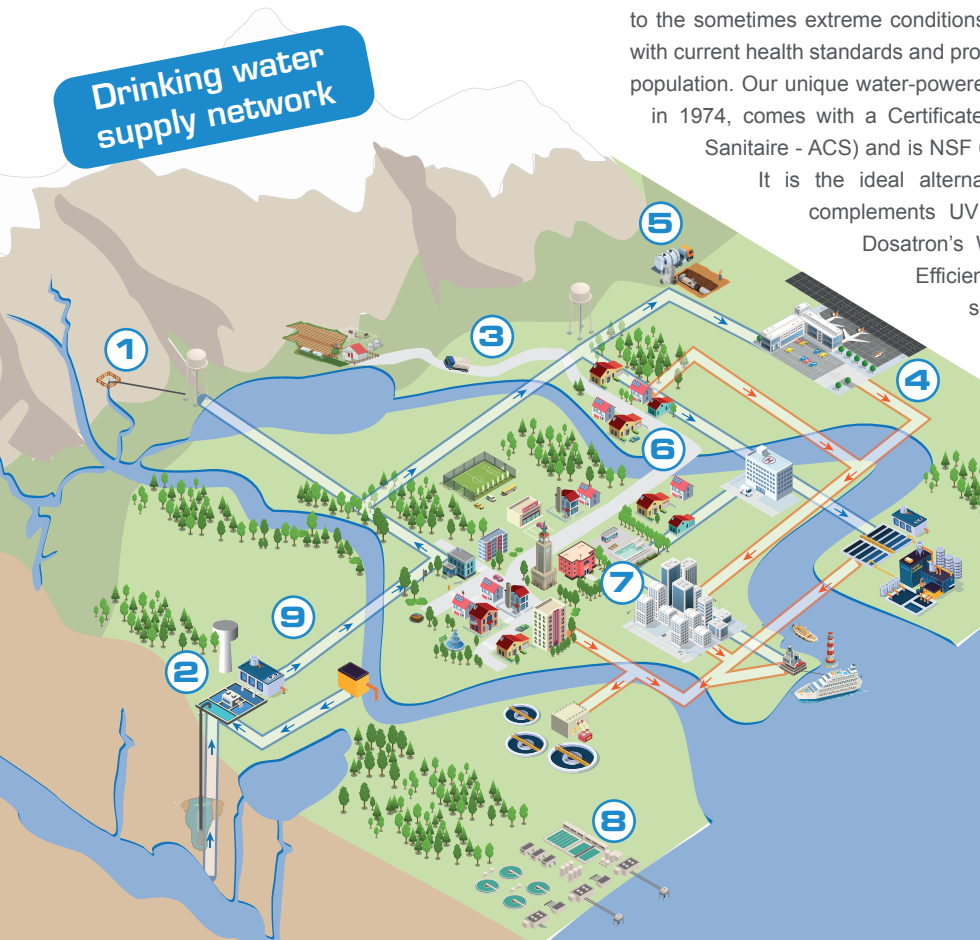 Drinking water
supply network
to the sometimes extreme conditions
with current health standards and pro
population. Our unique water-powere
in 1974, comes with a Certificate
Sanitaire - ACS) and is NSF
It is the ideal alterna
complements UV
Dosatron's
Efficien
s
5
1
3
4
6
7
9
2
8
H